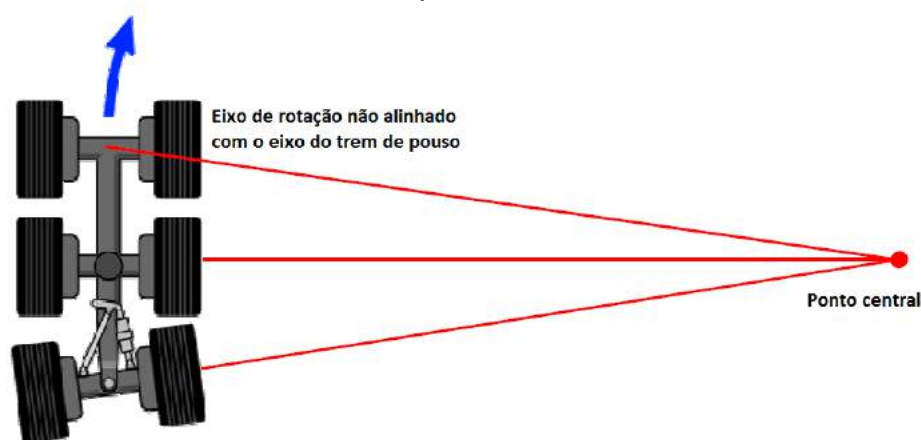 Eixo de rotação não alinhado
com o eixo do trem de pouso
Ponto central